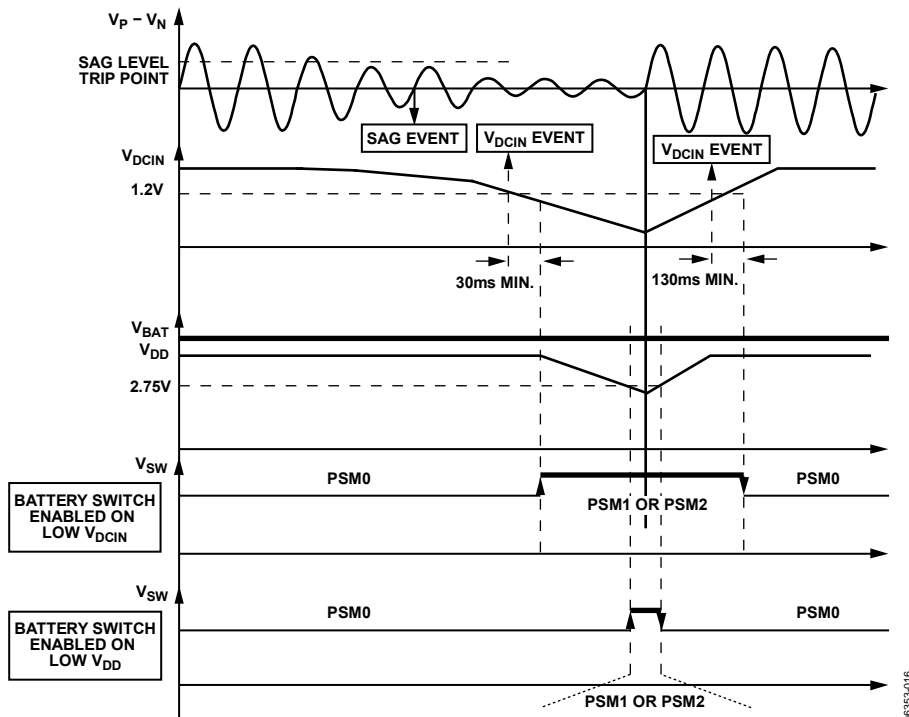 VP − VN
SAG LEVEL
TRIP POINT
SAG EVENT
VDCIN EVENT
VDCIN EVENT
VDCIN
1.2V
30ms MIN.
130ms MIN.
VBAT
VDD
2.75V
VSW
PSM0
PSM0
BATTERY SWITCH
ENABLED ON
LOW VDCIN
PSM1 OR PSM2
VSW
PSM0
PSM0
BATTERY SWITCH
ENABLED ON
LOW VDD
PSM1 OR PSM2
06353-016